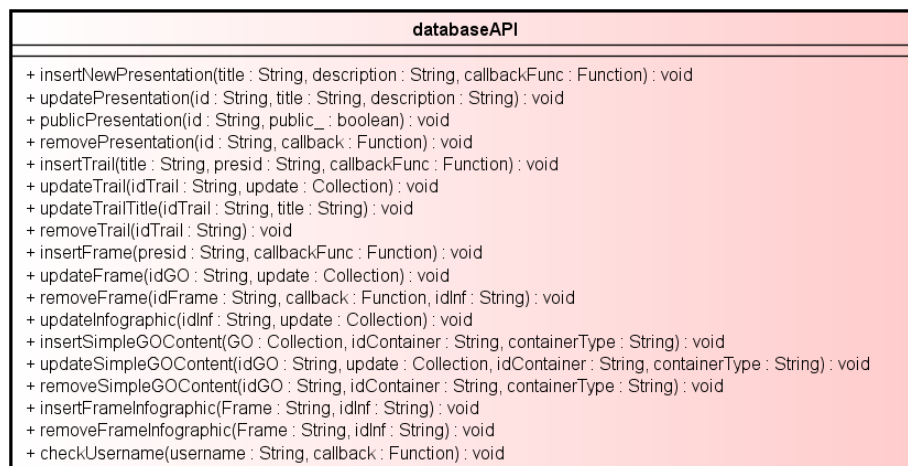 databaseAPI
+ insertNewPresentation(title : String, description : String, callbackFunc : Function) : void
+ updatePresentation(id : String, title : String, description : String) : void
+ publicPresentation(id : String, public_ : boolean) : void
+ removePresentation(id : String, callback : Function) : void
+ insertTrail(title : String, presid : String, callbackFunc : Function) : void
+ updateTrail(idTrail : String, update : Collection) : void
+ updateTrailTitle(idTrail : String, title : String) : void
+ removeTrail(idTrail : String) : void
+ insertFrame(presid : String, callbackFunc : Function) : void
+ updateFrame(idGO : String, update : Collection) : void
+ removeFrame(idFrame : String, callback : Function, idInf : String) : void
+ updateInfographic(idInf : String, update : Collection) : void
+ insertSimpleGOContent(GO : Collection, idContainer : String, containerType : String) : void
+ updateSimpleGOContent(idGO : String, update : Collection, idContainer : String, containerType : String) : void
+ removeSimpleGOContent(idGO : String, idContainer : String, containerType : String) : void
+ insertFrameInfographic(Frame : String, idInf : String) : void
+ removeFrameInfographic(Frame : String, idInf : String) : void
+ checkUsername(username : String, callback : Function) : void